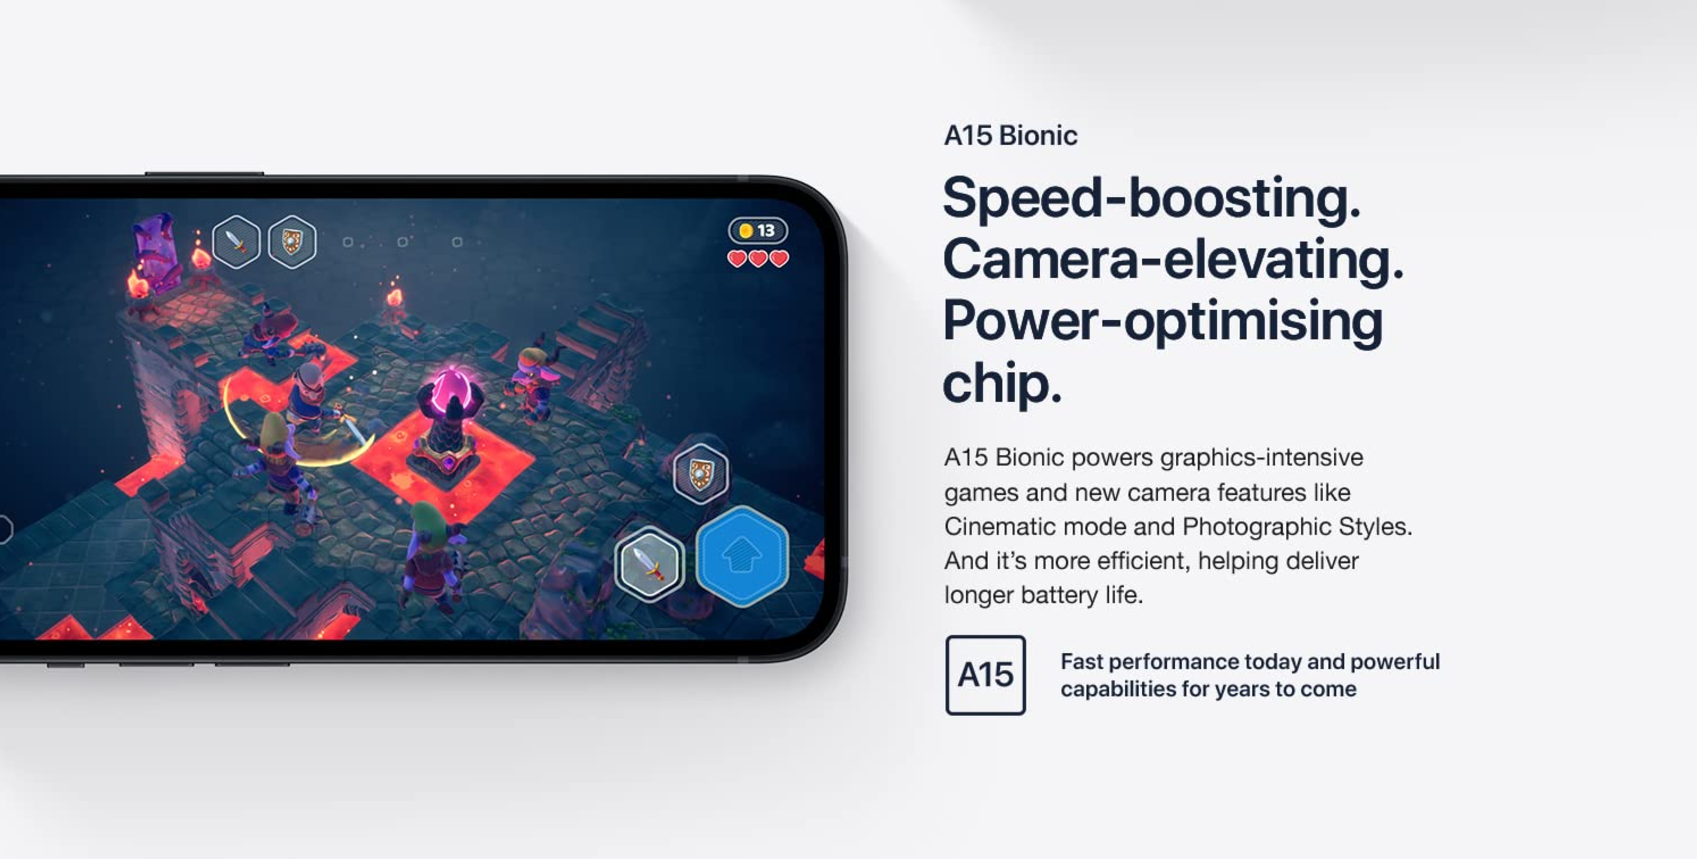 13
A15 Bionic
Speed-boosting.
Camera-elevating.
Power-optimising
chip.
A15 Bionic powers graphics-intensive
games and new camera features like
Cinematic mode and Photographic Styles.
And it’s more efficient, helping deliver
longer battery life.
A15
Fast performance today and powerful
capabilities for years to come